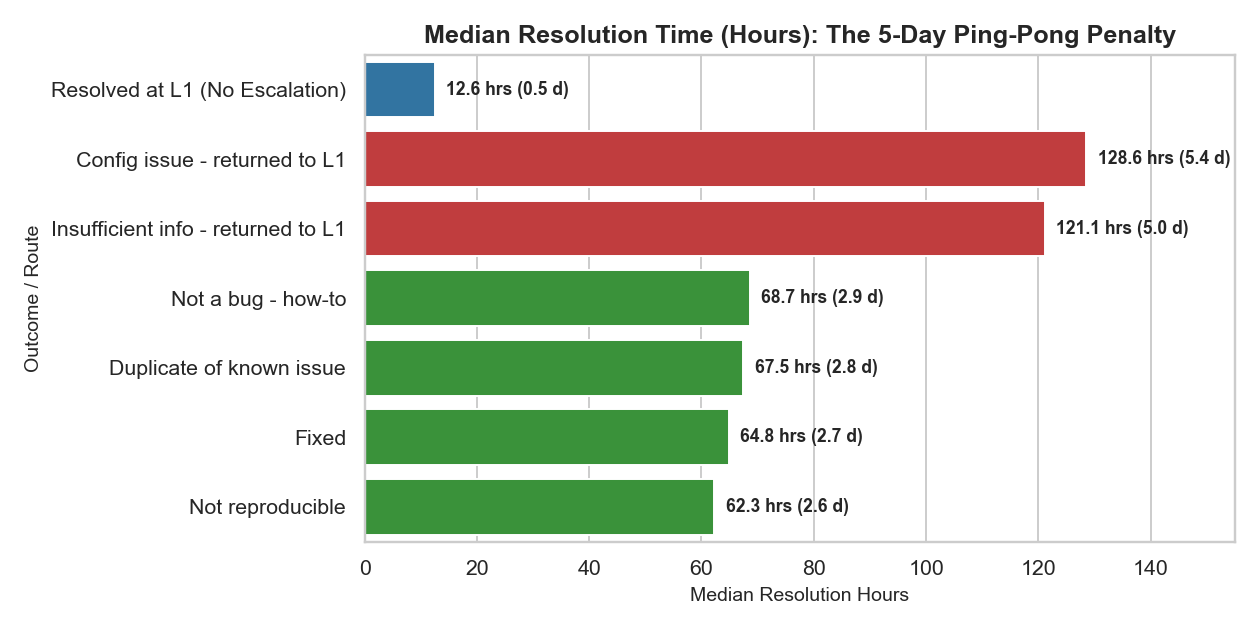 Median Resolution Time (Hours): The 5-Day Ping-Pong Penalty
Outcome / Route
Resolved at L1 (No Escalation) 12.6 hrs (0.5 d)
Config issue - returned to L1 128.6 hrs (5.4 d)
Insufficient info - returned to L1 121.1 hrs (5.0 d)
Not a bug - how-to 68.7 hrs (2.9 d)
Duplicate of known issue 67.5 hrs (2.8 d)
Fixed 64.8 hrs (2.7 d)
Not reproducible 62.3 hrs (2.6 d)
0 20 40 60 80 100 120 140
Median Resolution Hours